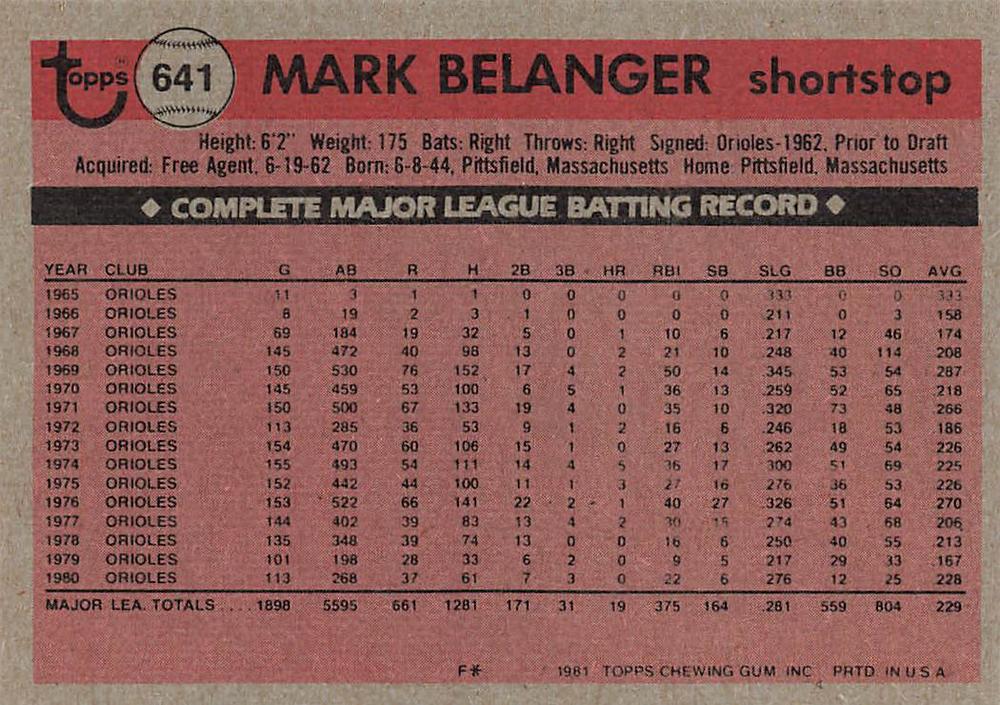 Topps 641 MARK BELANGER shortstop
Height: 6'2" Weight: 175 Bats: Right Throws: Right Signed: Orioles-1962, Prior to Draft
Acquired: Free Agent, 6-19-62 Born: 6-8-44, Pittsfield, Massachusetts Home: Pittsfield, Massachusetts
◆ COMPLETE MAJOR LEAGUE BATTING RECORD ◆
YEAR CLUB G AB R H 2B 3B HR RBI SB SLG BB SO AVG
1965 ORIOLES 11 3 1 1 0 0 0 0 0 .333 0 0 .333
1966 ORIOLES 8 19 2 3 1 0 0 0 0 .211 0 3 .158
1967 ORIOLES 69 184 19 32 5 0 1 10 6 .217 12 46 .174
1968 ORIOLES 145 472 40 98 13 0 2 21 10 .248 40 114 .208
1969 ORIOLES 150 530 76 152 17 4 2 50 14 .345 53 54 .287
1970 ORIOLES 145 459 53 100 6 5 1 36 13 .259 52 65 .218
1971 ORIOLES 150 500 67 133 19 4 0 35 10 .320 73 48 .266
1972 ORIOLES 113 285 36 53 9 1 2 16 6 .246 18 53 .186
1973 ORIOLES 154 470 60 106 15 1 0 27 13 .262 49 54 .226
1974 ORIOLES 155 493 54 111 14 4 5 36 17 .300 51 69 .225
1975 ORIOLES 152 442 44 100 11 1 3 27 16 .276 36 53 .226
1976 ORIOLES 153 522 66 141 22 2 1 40 27 .326 51 64 .270
1977 ORIOLES 144 402 39 83 13 4 2 30 15 .274 43 68 .206
1978 ORIOLES 135 348 39 74 13 0 0 16 6 .250 40 55 .213
1979 ORIOLES 101 198 28 33 6 2 0 9 5 .217 29 33 .167
1980 ORIOLES 113 268 37 61 7 3 0 22 6 .276 12 25 .228
MAJOR LEA. TOTALS .... 1898 5595 661 1281 171 31 19 375 164 .281 559 804 .229
F* 1981 TOPPS CHEWING GUM, INC. PRTD. IN U.S.A.